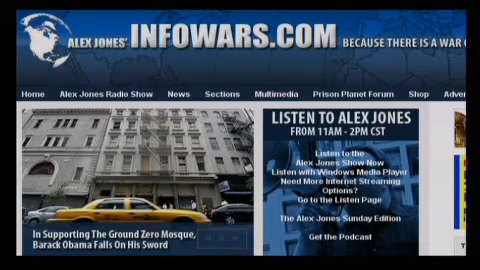 ALEX JONES' INFOWARS.COM BECAUSE THERE IS A WAR
Home Alex Jones Radio Show News Sections Multimedia Prison Planet Forum Shop
LISTEN TO ALEX JONES
FROM 11AM - 2PM CST
Listen to the
Alex Jones Show Now
Listen with Windows Media Player
Need More Internet Streaming
Options?
Go to the Listen Page
The Alex Jones Sunday Edition
Get the Podcast
In Supporting The Ground Zero Mosque,
Barack Obama Falls On His Sword